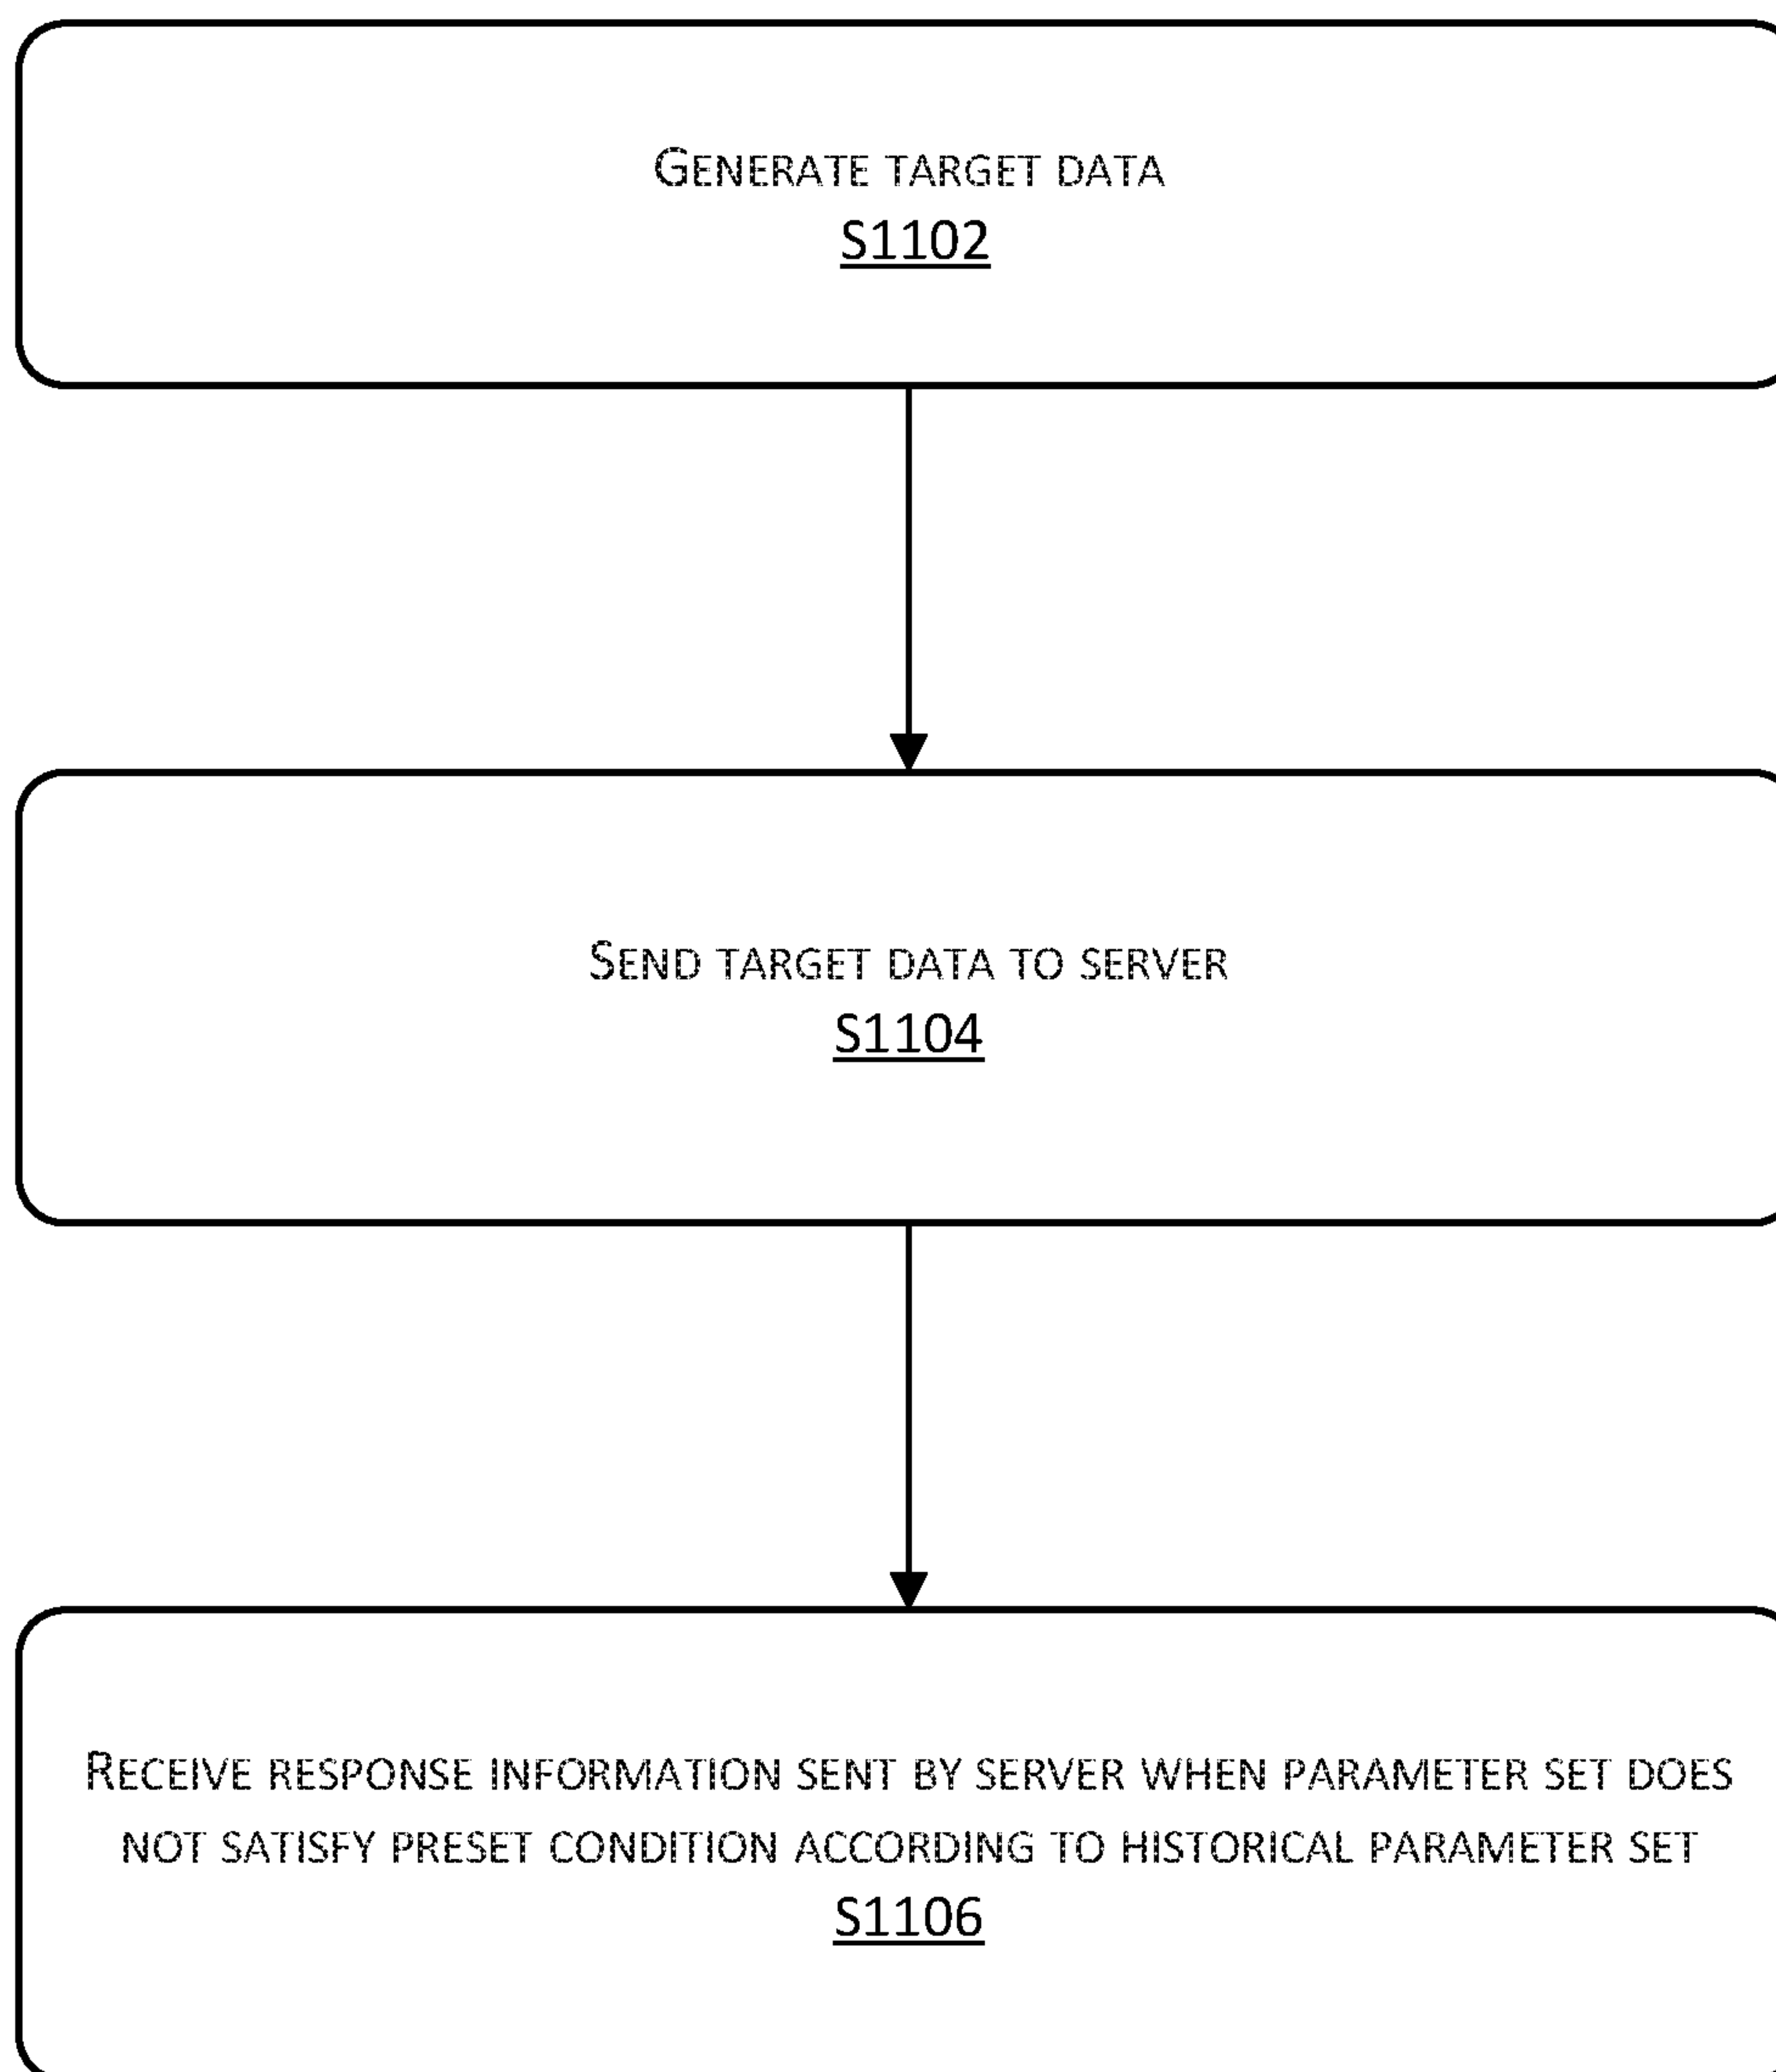 GENERATE TARGET DATA
S1102
SEND TARGET DATA TO SERVER
S1104
RECEIVE RESPONSE INFORMATION SENT BY SERVER WHEN PARAMETER SET DOES
NOT SATISFY PRESET CONDITION ACCORDING TO HISTORICAL PARAMETER SET
S1106